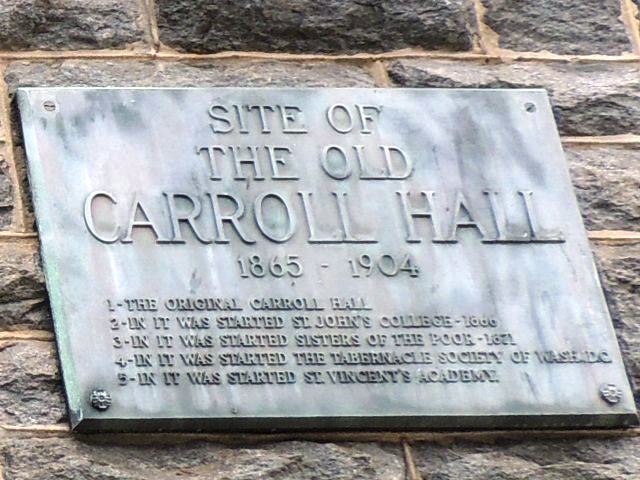 SITE OF
THE OLD
CARROLL HALL
1865 - 1904
1-THE ORIGINAL CARROLL HALL
2-IN IT WAS STARTED ST. JOHN'S COLLEGE-1866
3-IN IT WAS STARTED SISTERS OF THE POOR-1871
4-IN IT WAS STARTED THE TABERNACLE SOCIETY OF WASH., D.C.
5-IN IT WAS STARTED ST. VINCENT'S ACADEMY.